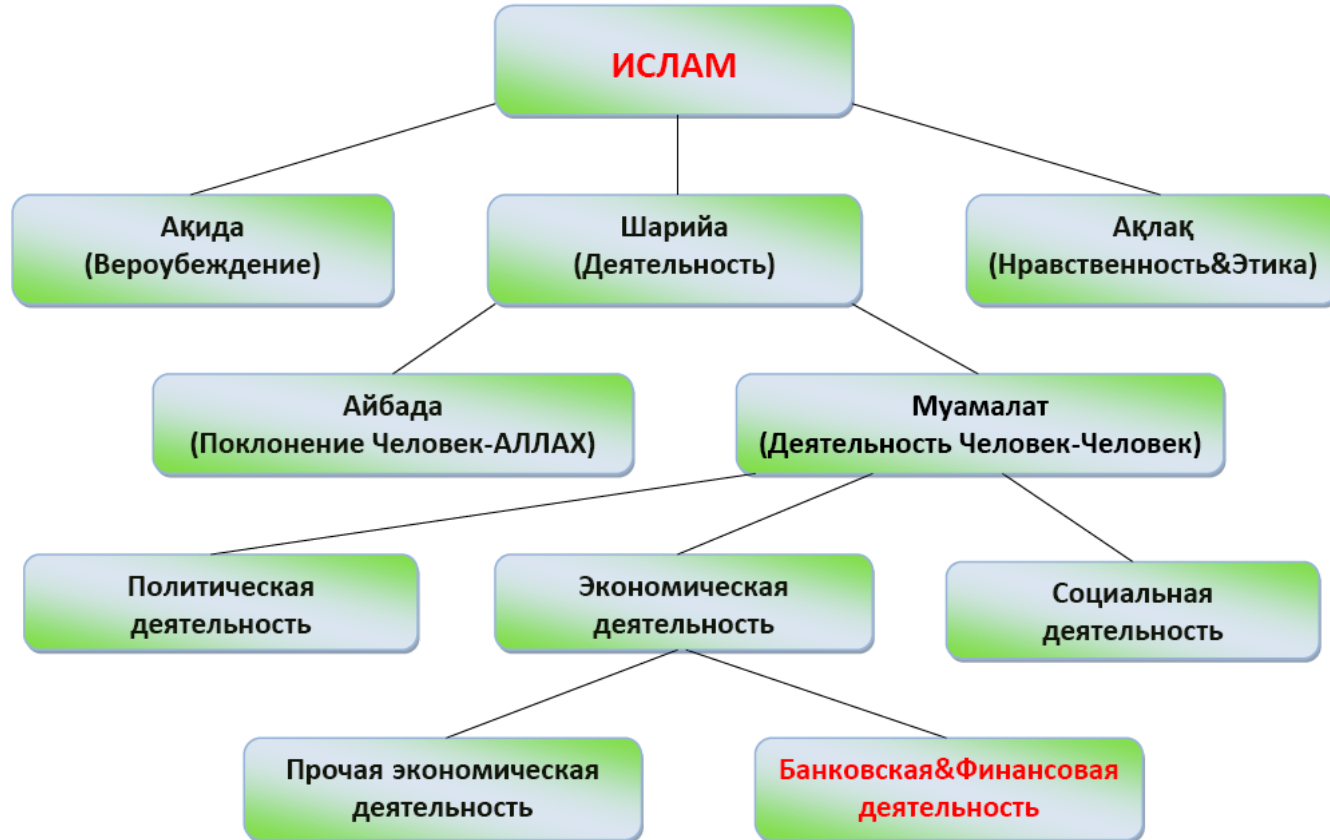 ИСЛАМ
Ақида
(Вероубеждение)
Шарийа
(Деятельность)
Ақлақ
(Нравственность&Этика)
Айбада
(Поклонение Человек-АЛЛАХ)
Муамалат
(Деятельность Человек-Человек)
Политическая
деятельность
Экономическая
деятельность
Социальная
деятельность
Прочая экономическая
деятельность
Банковская&Финансовая
деятельность